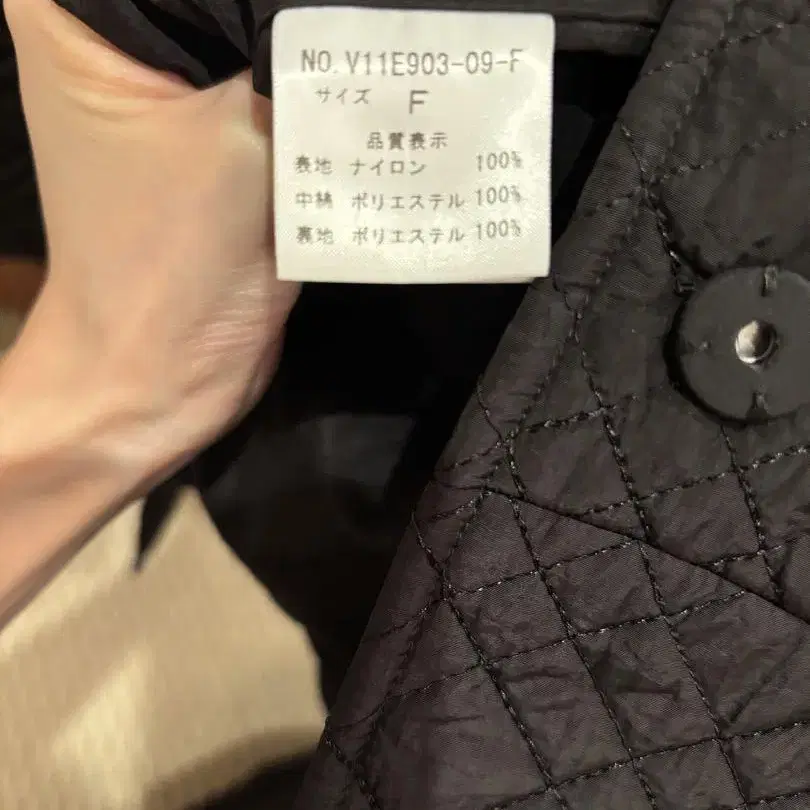 NO.V11E903-09-F
サイズ F
品質表示
表地 ナイロン 100%
中綿 ポリエステル 100%
裏地 ポリエステル 100%